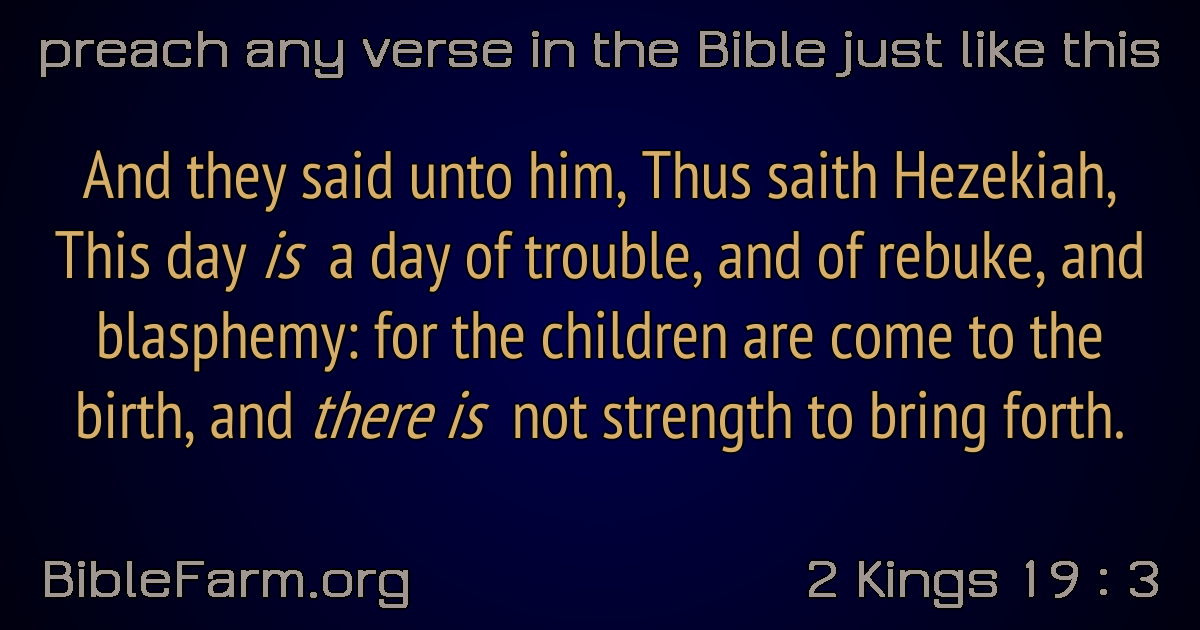 preach any verse in the Bible just like this
And they said unto him, Thus saith Hezekiah,
This day is a day of trouble, and of rebuke, and
blasphemy: for the children are come to the
birth, and there is not strength to bring forth.
BibleFarm.org
2 Kings 19 : 3